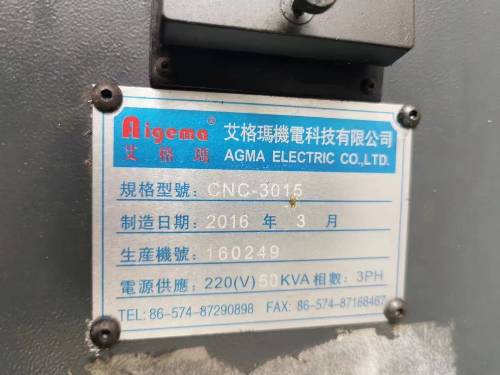 Aigema® 艾格瑪機電科技有限公司
艾格瑪 AGMA ELECTRIC CO.,LTD.
規格型號: CNC-3015
制造日期: 2016 年 3 月
生産機號: 160249
電源供應: 220(V) 50 KVA 相數: 3PH
TEL: 86-574-87290898 FAX: 86-574-87168467